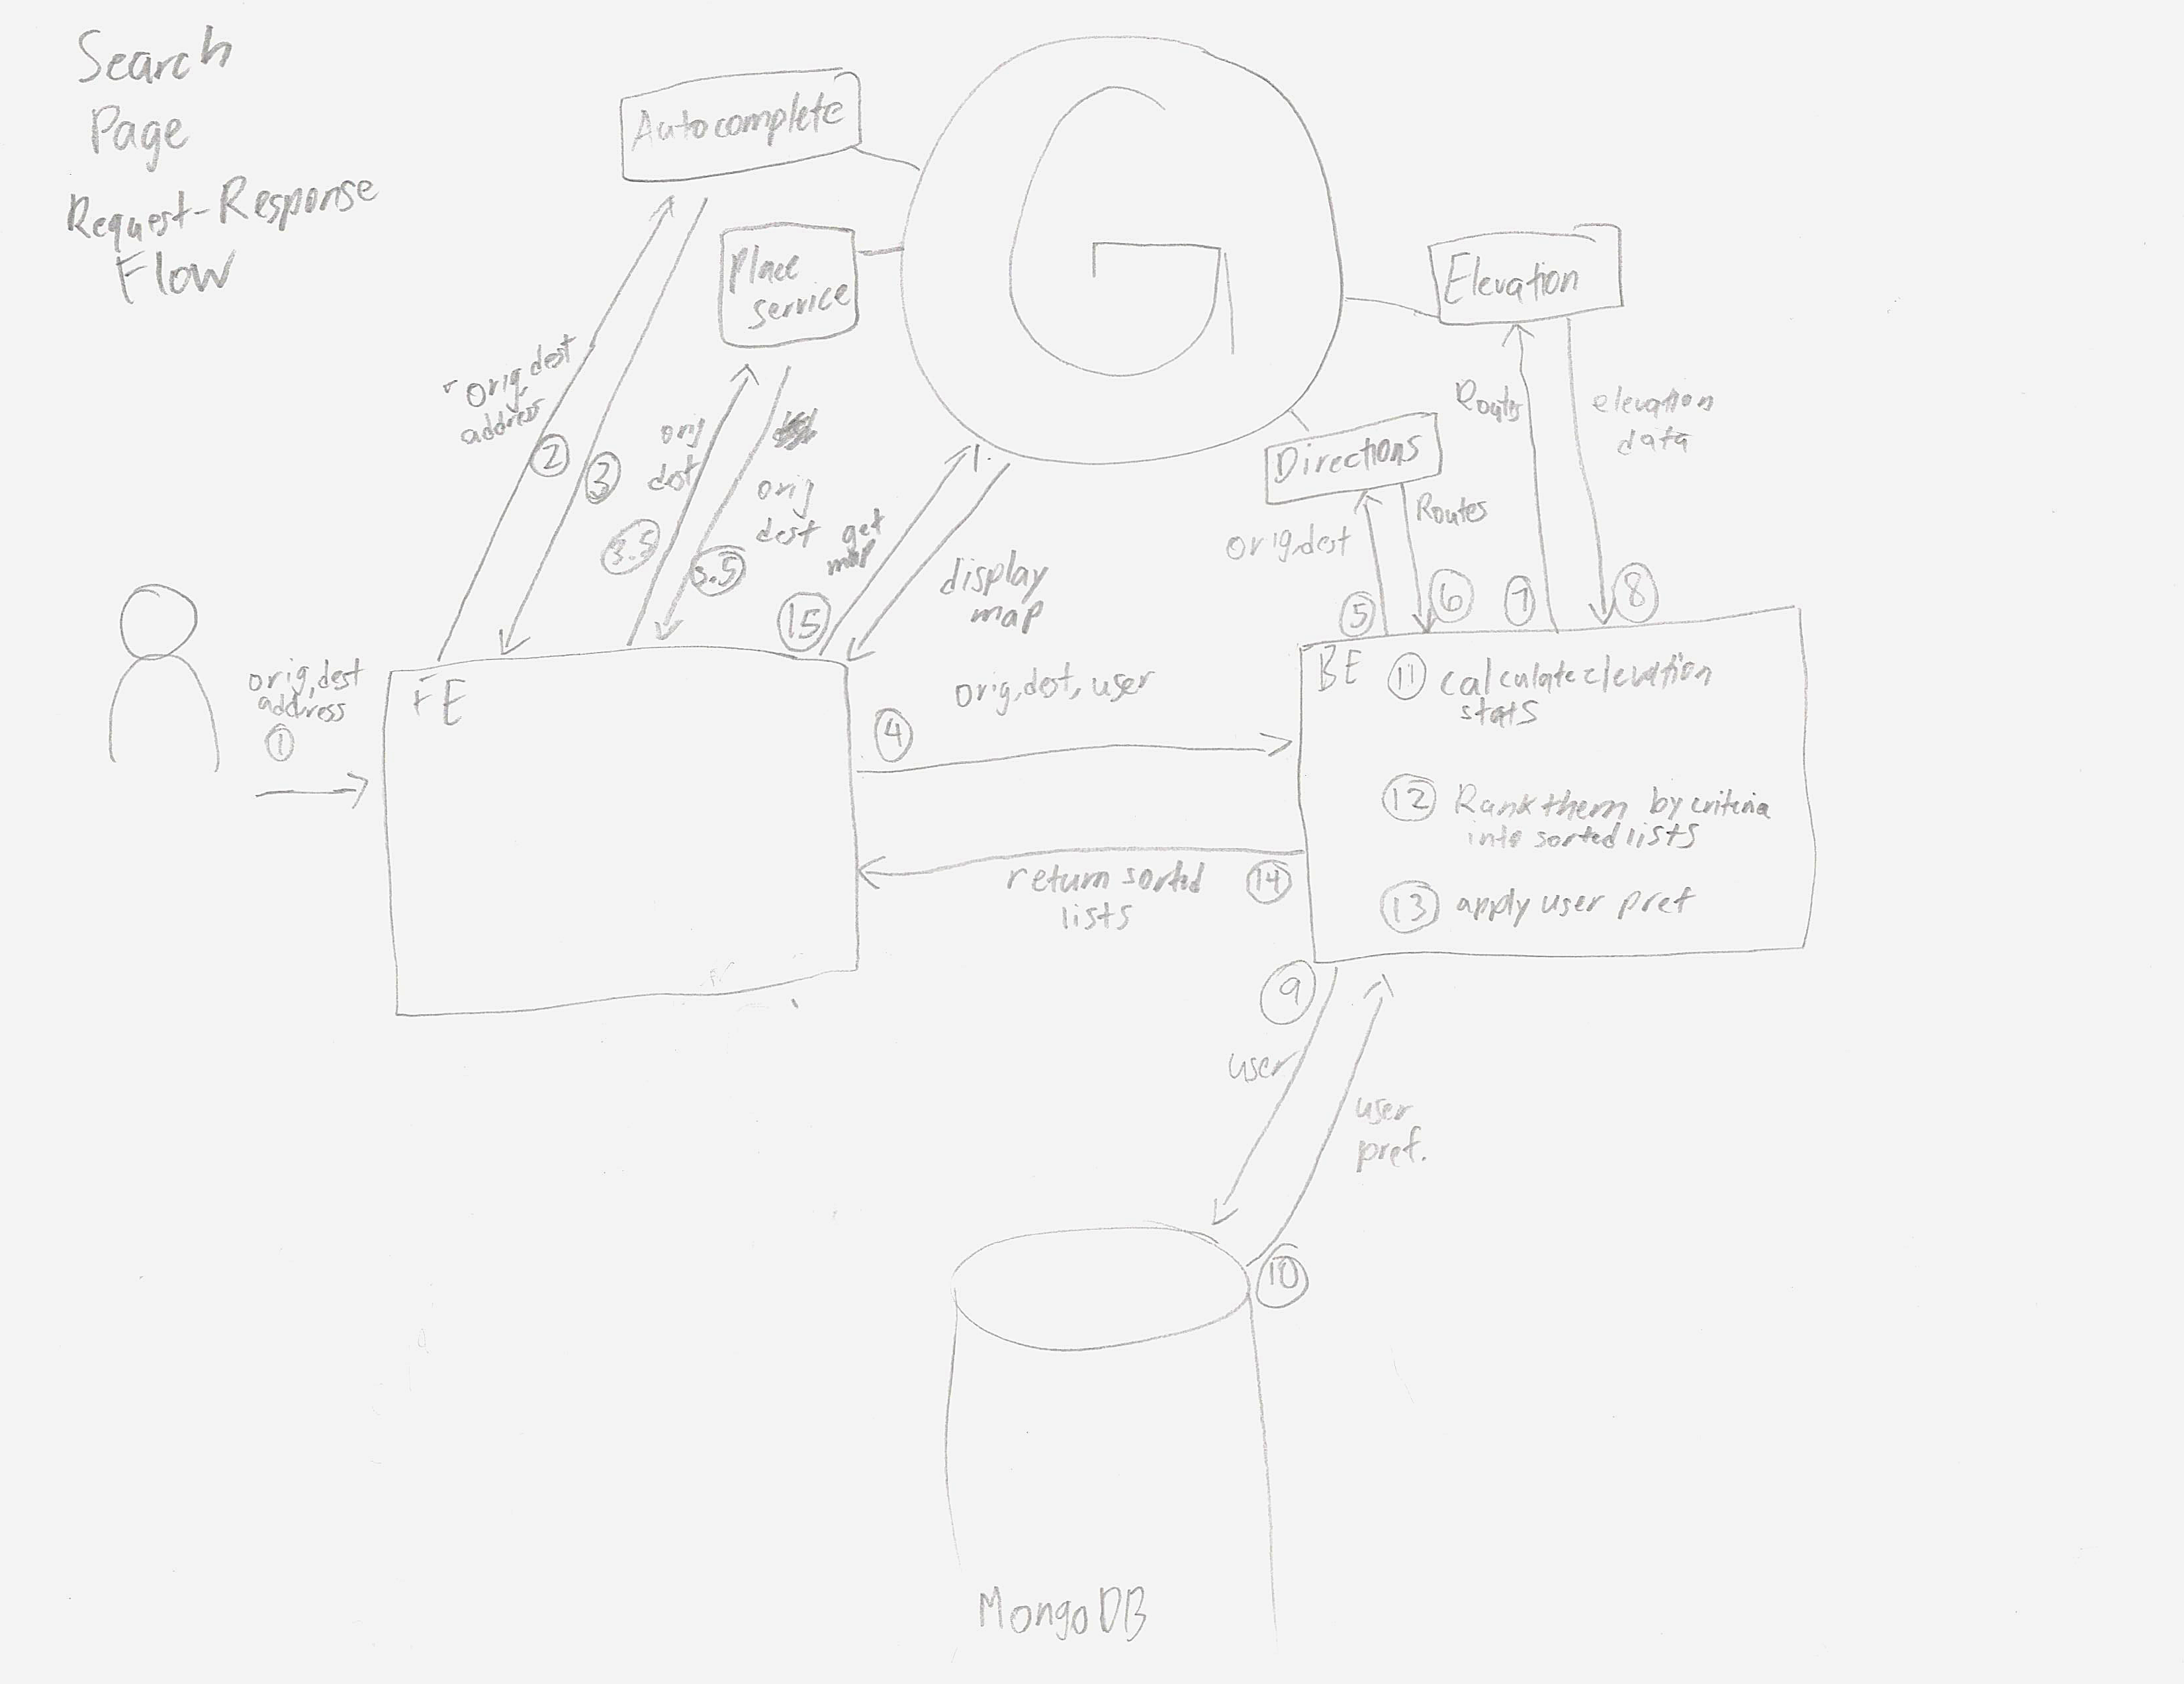 Search
Page
Request-Response
Flow
Autocomplete
G
Place
service
Elevation
Directions
orig, dest
address
2
3
orig
dest
3.5
orig
dest
3.5
get
map
15
display
map
orig, dest
5
Routes
6
Routes
7
elevation
data
8
orig, dest
address
1
FE
orig, dest, user
4
return sorted
lists
14
BE
11 calculate elevation
stats
12 Rank them by criteria
into sorted lists
13 apply user pref
9
user
user
pref.
10
MongoDB